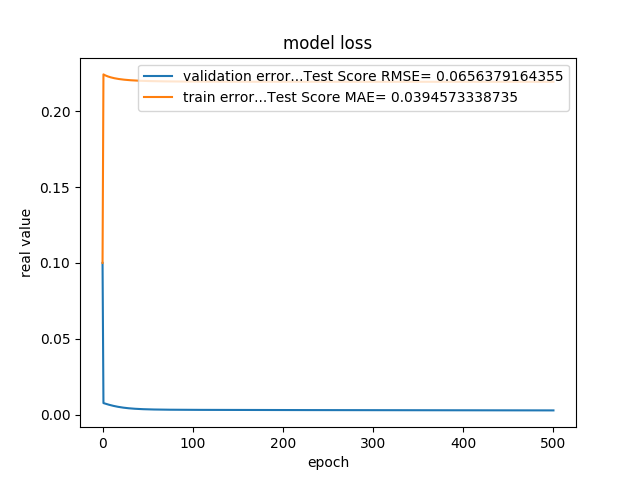 model loss
validation error...Test Score RMSE= 0.0656379164355
train error...Test Score MAE= 0.0394573338735
0.20
0.15
0.10
0.05
0.00
real value
0 100 200 300 400 500
epoch